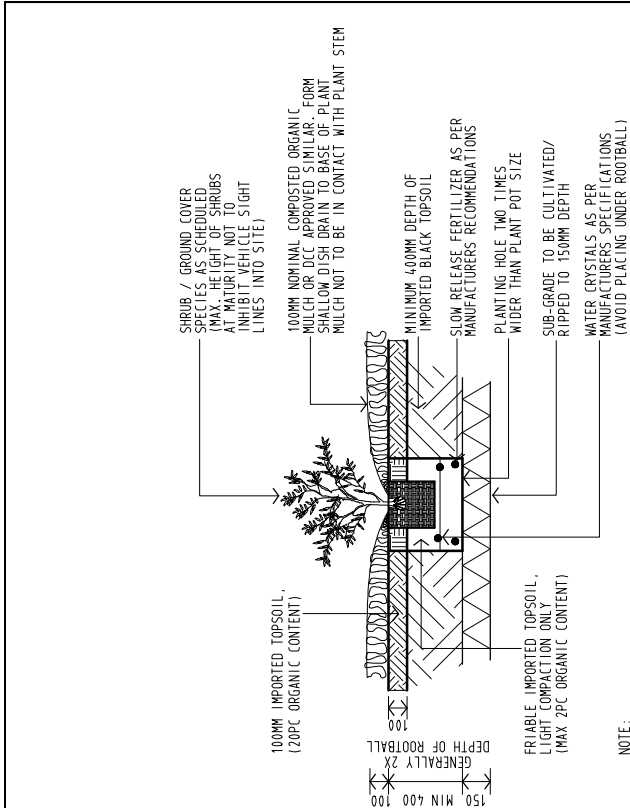 SHRUB / GROUND COVER
SPECIES AS SCHEDULED
(MAX. HEIGHT OF SHRUBS
AT MATURITY NOT TO
INHIBIT VEHICLE SIGHT
LINES INTO SITE)
100MM NOMINAL COMPOSTED ORGANIC
MULCH OR DCC APPROVED SIMILAR. FORM
SHALLOW DISH DRAIN TO BASE OF PLANT
MULCH NOT TO BE IN CONTACT WITH PLANT STEM
MINIMUM 400MM DEPTH OF
IMPORTED BLACK TOPSOIL
SLOW RELEASE FERTILIZER AS PER
MANUFACTURERS RECOMMENDATIONS
PLANTING HOLE TWO TIMES
WIDER THAN PLANT POT SIZE
SUB-GRADE TO BE CULTIVATED/
RIPPED TO 150MM DEPTH
WATER CRYSTALS AS PER
MANUFACTURERS SPECIFICATIONS
(AVOID PLACING UNDER ROOTBALL)
100MM IMPORTED TOPSOIL,
(20PC ORGANIC CONTENT)
FRIABLE IMPORTED TOPSOIL,
LIGHT COMPACTION ONLY
(MAX 2PC ORGANIC CONTENT)
100
GENERALLY 2X
DEPTH OF ROOTBALL
100
MIN 400
150
NOTE: